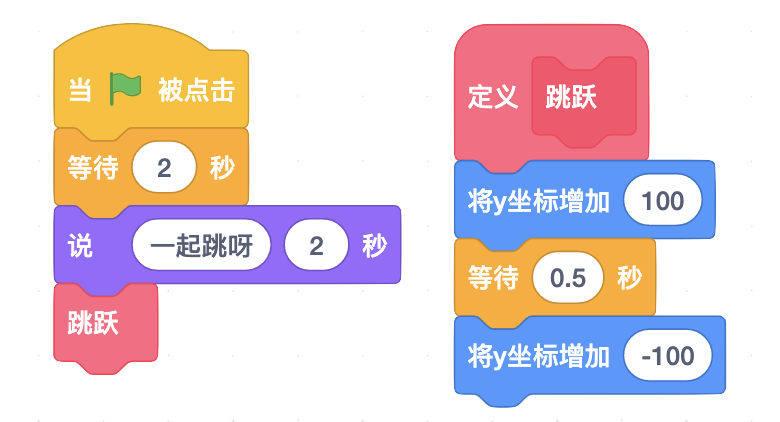 当 被点击
等待 2 秒
说 一起跳呀 2 秒
跳跃
定义 跳跃
将y坐标增加 100
等待 0.5 秒
将y坐标增加 -100